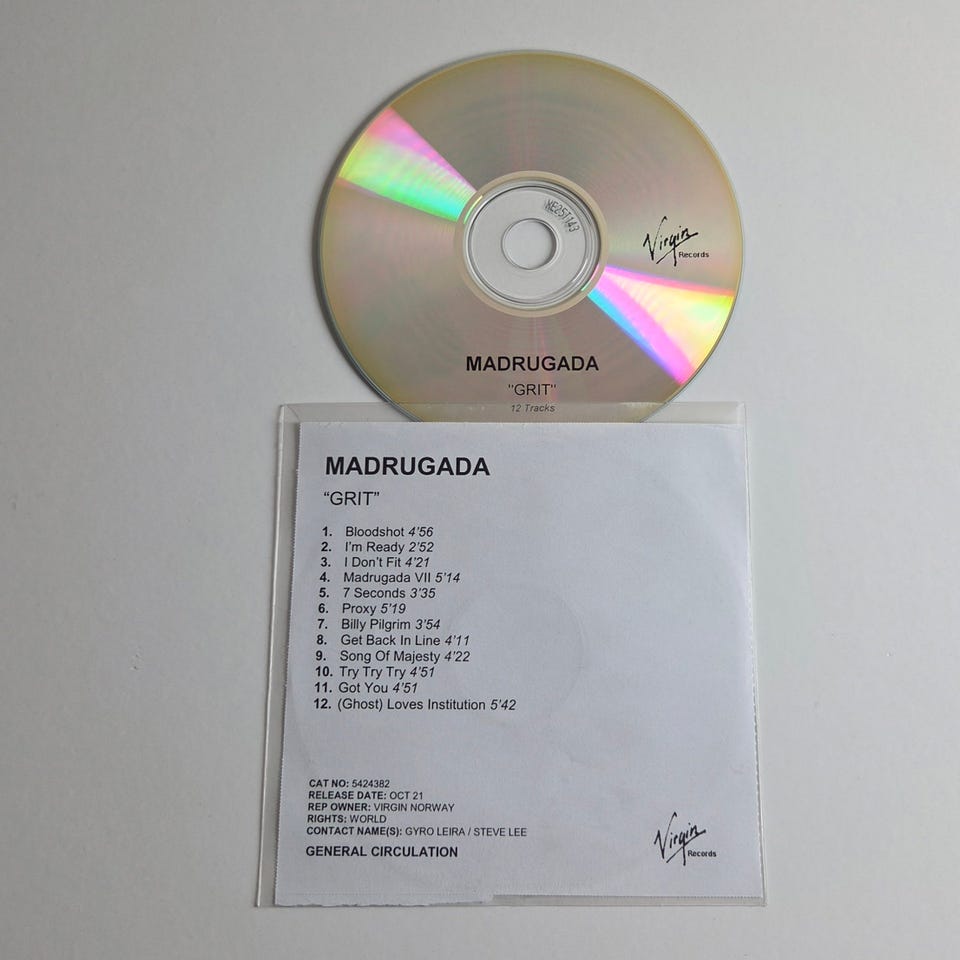 XE25T143
Virgin
Records
MADRUGADA
"GRIT"
12 Tracks
MADRUGADA
“GRIT”
1. Bloodshot 4'56
2. I'm Ready 2'52
3. I Don't Fit 4'21
4. Madrugada VII 5'14
5. 7 Seconds 3'35
6. Proxy 5'19
7. Billy Pilgrim 3'54
8. Get Back In Line 4'11
9. Song Of Majesty 4'22
10. Try Try Try 4'51
11. Got You 4'51
12. (Ghost) Loves Institution 5'42
CAT NO: 5424382
RELEASE DATE: OCT 21
REP OWNER: VIRGIN NORWAY
RIGHTS: WORLD
CONTACT NAME(S): GYRO LEIRA / STEVE LEE
GENERAL CIRCULATION
Virgin
Records